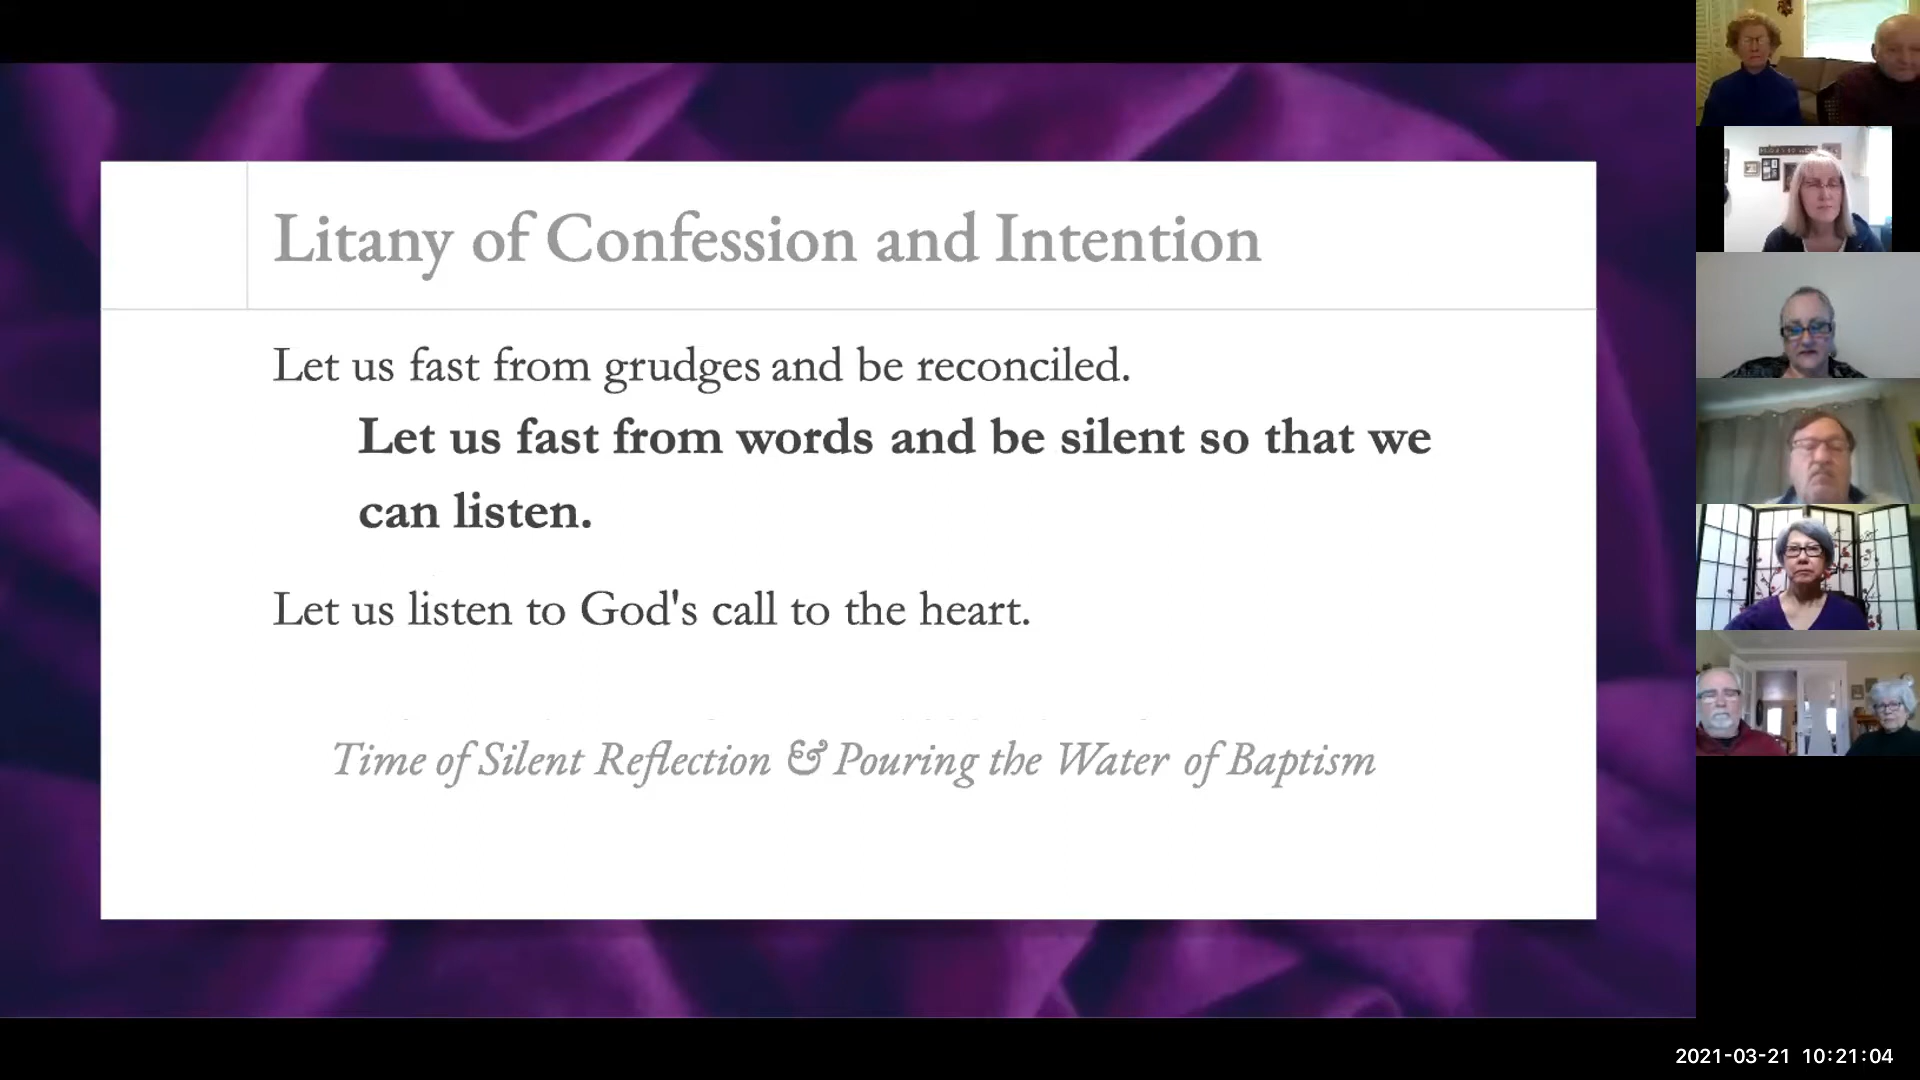 Litany of Confession and Intention
Let us fast from grudges and be reconciled.
Let us fast from words and be silent so that we
can listen.
Let us listen to God's call to the heart.
Time of Silent Reflection & Pouring the Water of Baptism
2021-03-21 10:21:04